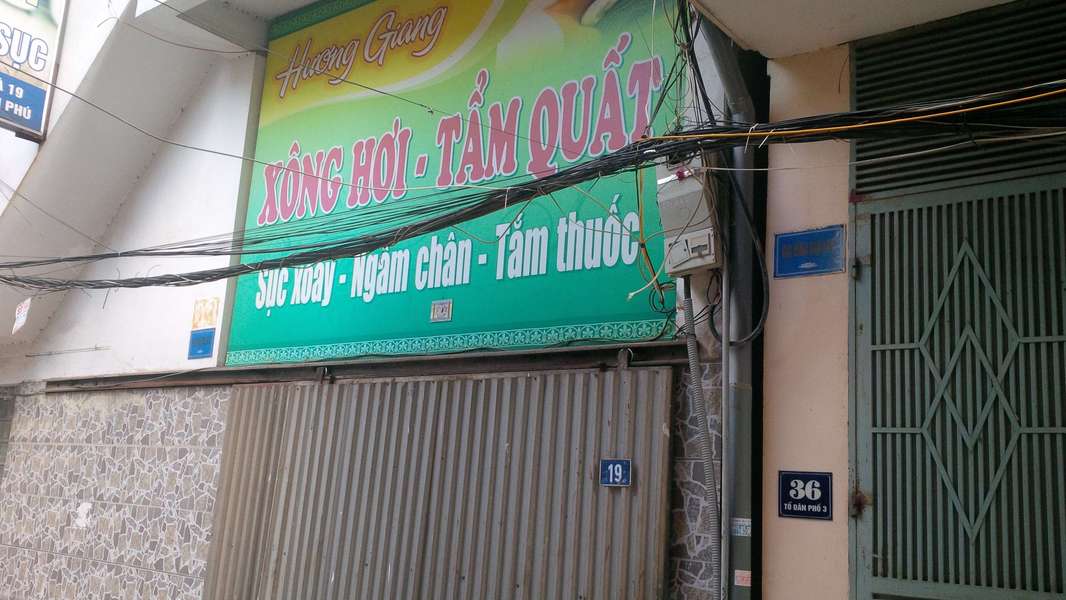 SỤC
À 19
PHÚ
Hương Giang
XÔNG HƠI - TẨM QUẤT
Sục xoáy - Ngâm chân - Tắm thuốc
19
36
TỔ DÂN PHỐ 3